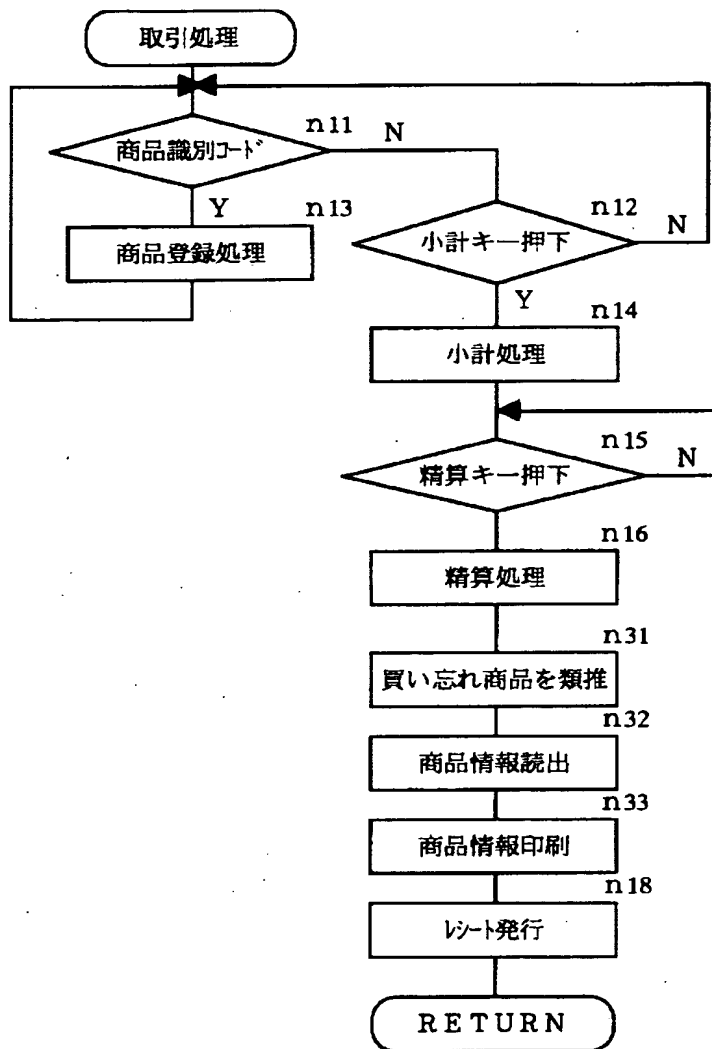 取引処理
n11
N
商品識別ｺｰﾄﾞ
Y
n13
n12
N
商品登録処理
小計キー押下
Y
n14
小計処理
n15
N
精算キー押下
n16
精算処理
n31
買い忘れ商品を類推
n32
商品情報読出
n33
商品情報印刷
n18
ﾚｼート発行
RETURN